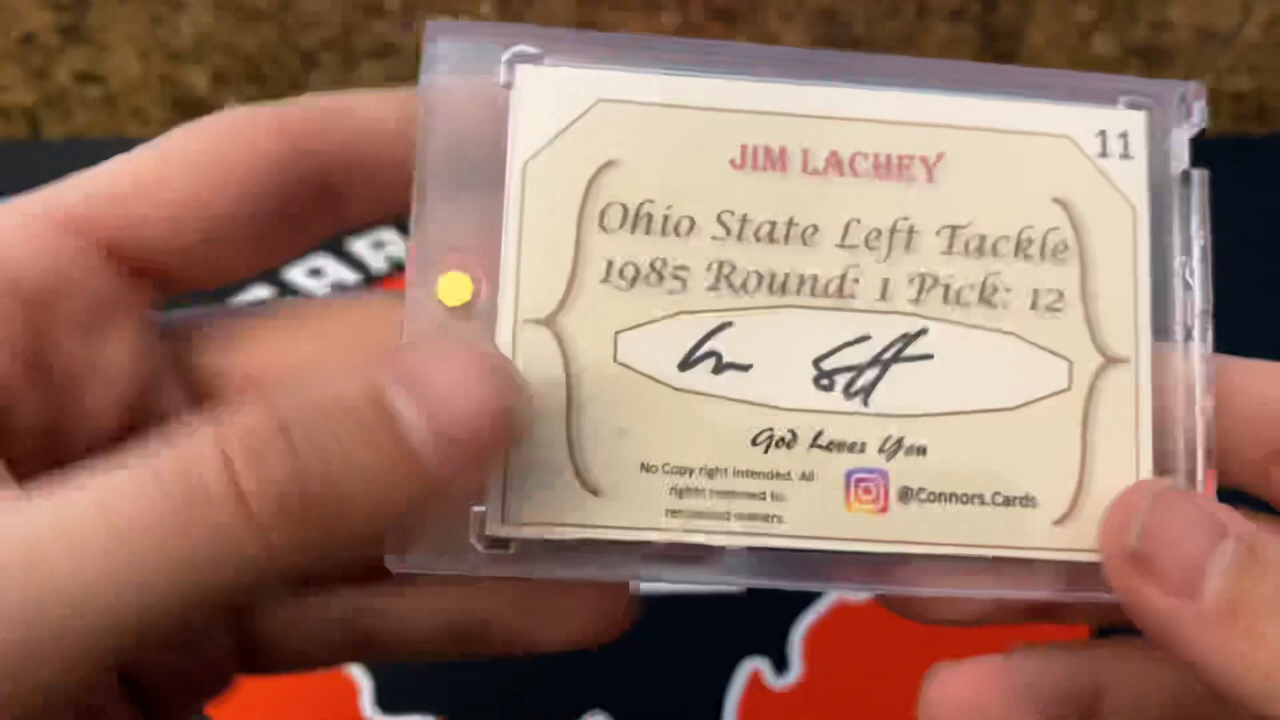 11
JIM LACHEY
Ohio State Left Tackle
1985 Round: 1 Pick: 12
God Loves You
No Copy right intended. All
rights
@Connors.Cards